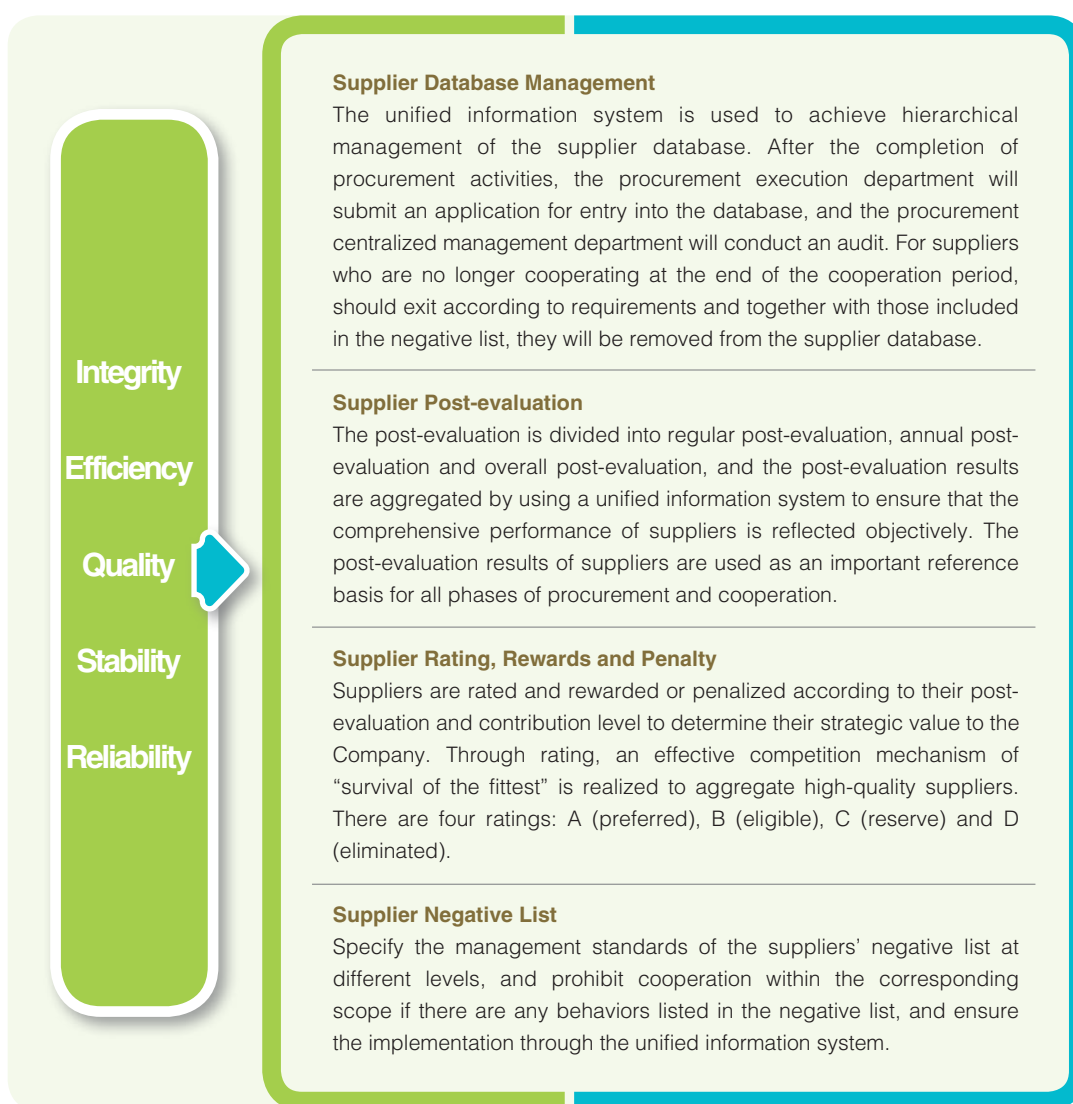 Integrity
Efficiency
Quality
Stability
Reliability
Supplier Database Management
The unified information system is used to achieve hierarchical
management of the supplier database. After the completion of
procurement activities, the procurement execution department will
submit an application for entry into the database, and the procurement
centralized management department will conduct an audit. For suppliers
who are no longer cooperating at the end of the cooperation period,
should exit according to requirements and together with those included
in the negative list, they will be removed from the supplier database.
Supplier Post-evaluation
The post-evaluation is divided into regular post-evaluation, annual post-
evaluation and overall post-evaluation, and the post-evaluation results
are aggregated by using a unified information system to ensure that the
comprehensive performance of suppliers is reflected objectively. The
post-evaluation results of suppliers are used as an important reference
basis for all phases of procurement and cooperation.
Supplier Rating, Rewards and Penalty
Suppliers are rated and rewarded or penalized according to their post-
evaluation and contribution level to determine their strategic value to the
Company. Through rating, an effective competition mechanism of
“survival of the fittest” is realized to aggregate high-quality suppliers.
There are four ratings: A (preferred), B (eligible), C (reserve) and D
(eliminated).
Supplier Negative List
Specify the management standards of the suppliers’ negative list at
different levels, and prohibit cooperation within the corresponding
scope if there are any behaviors listed in the negative list, and ensure
the implementation through the unified information system.